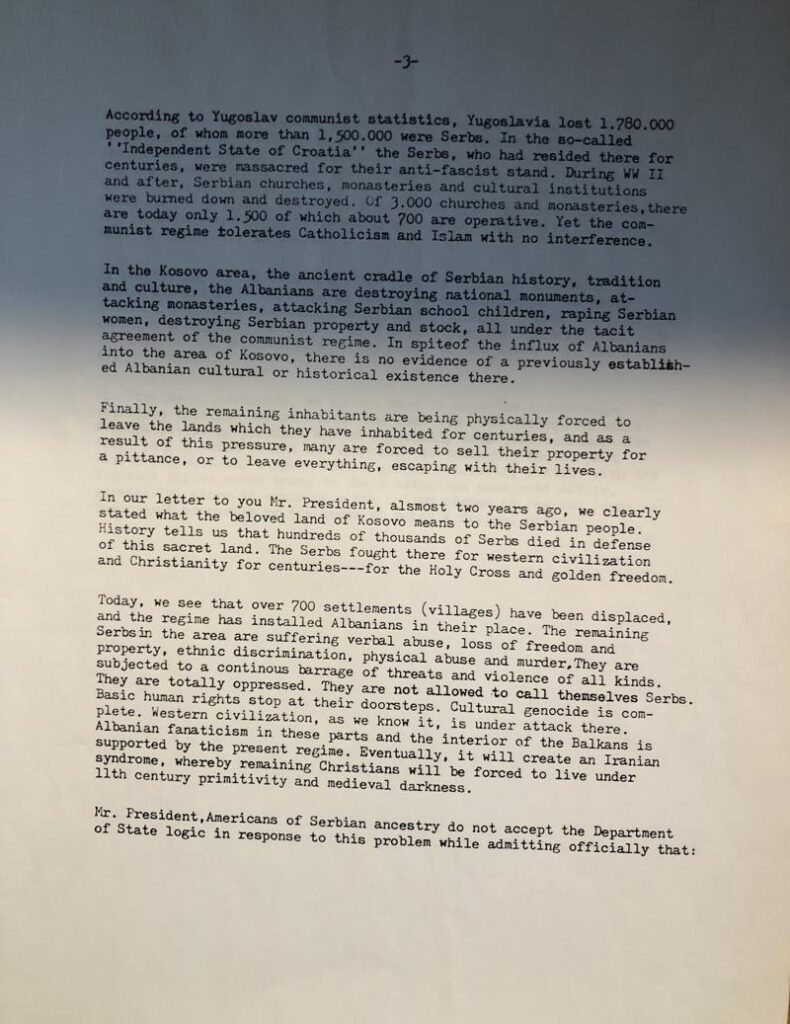 -3-
According to Yugoslav communist statistics, Yugoslavia lost 1.780.000
people, of whom more than 1,500.000 were Serbs. In the so-called
''Independent State of Croatia'' the Serbs, who had resided there for
centuries, were massacred for their anti-fascist stand. During WW II
and after, Serbian churches, monasteries and cultural institutions
were burned down and destroyed. Of 3.000 churches and monasteries,there
are today only 1.500 of which about 700 are operative. Yet the com-
munist regime tolerates Catholicism and Islam with no interference.
In the Kosovo area, the ancient cradle of Serbian history, tradition
and culture, the Albanians are destroying national monuments, at-
tacking monasteries, attacking Serbian school children, raping Serbian
women, destroying Serbian property and stock, all under the tacit
agreement of the communist regime. In spiteof the influx of Albanians
into the area of Kosovo, there is no evidence of a previously establish-
ed Albanian cultural or historical existence there.
Finally, the remaining inhabitants are being physically forced to
leave the lands which they have inhabited for centuries, and as a
result of this pressure, many are forced to sell their property for
a pittance, or to leave everything, escaping with their lives.
In our letter to you Mr. President, alsmost two years ago, we clearly
stated what the beloved land of Kosovo means to the Serbian people.
History tells us that hundreds of thousands of Serbs died in defense
of this sacret land. The Serbs fought there for western civilization
and Christianity for centuries---for the Holy Cross and golden freedom.
Today, we see that over 700 settlements (villages) have been displaced,
and the regime has installed Albanians in their place. The remaining
Serbsin the area are suffering verbal abuse, loss of freedom and
property, ethnic discrimination, physical abuse and murder.They are
subjected to a continous barrage of threats and violence of all kinds.
They are totally oppressed. They are not allowed to call themselves Serbs.
Basic human rights stop at their doorsteps. Cultural genocide is com-
plete. Western civilization, as we know it, is under attack there.
Albanian fanaticism in these parts and the interior of the Balkans is
supported by the present regime. Eventually, it will create an Iranian
syndrome, whereby remaining Christians will be forced to live under
11th century primitivity and medieval darkness.
Mr. President,Americans of Serbian ancestry do not accept the Department
of State logic in response to this problem while admitting officially that: